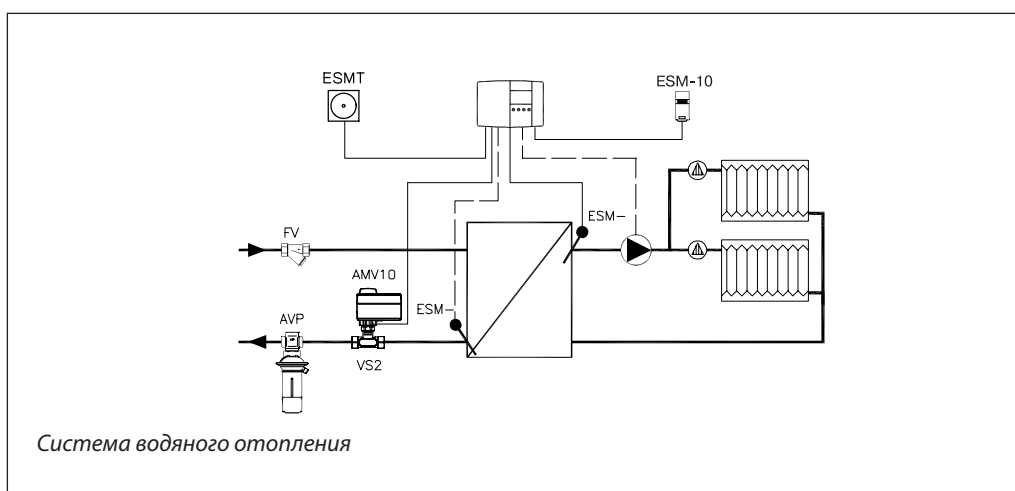 ESMT
ESM-10
FV
ESM-
AMV10
ESM-
AVP
VS2
Система водяного отопления